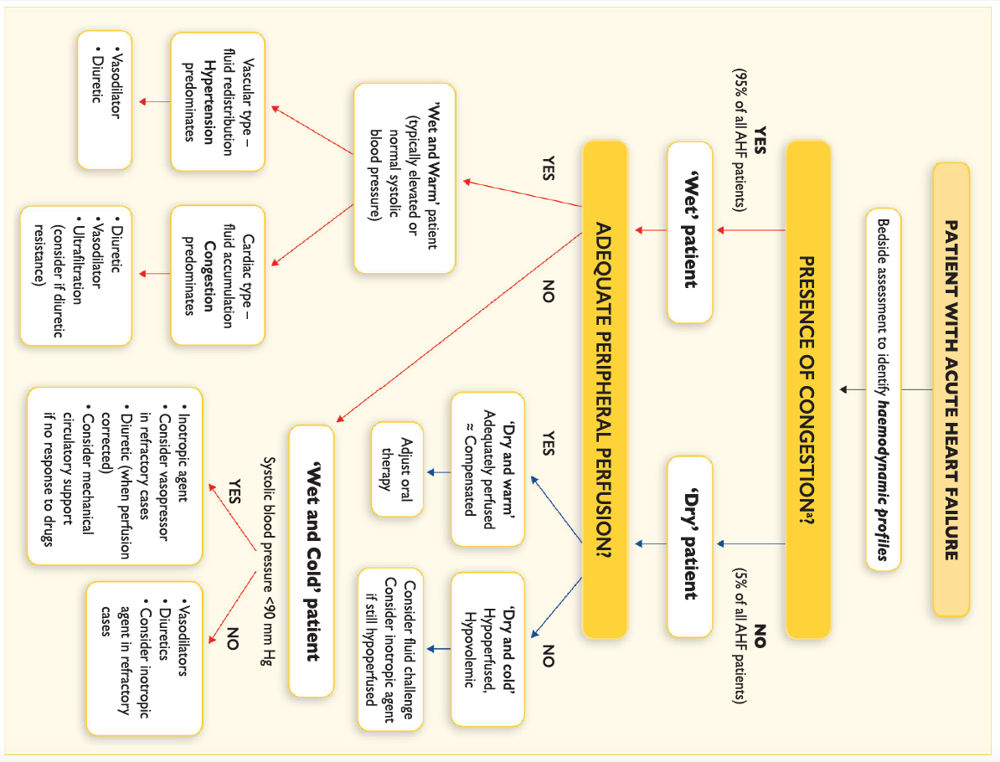 PATIENT WITH ACUTE HEART FAILURE
Bedside assessment to identify haemodynamic profiles
PRESENCE OF CONGESTIONª?
YES
(95% of all AHF patients)
NO
(5% of all AHF patients)
‘Wet’ patient
‘Dry’ patient
ADEQUATE PERIPHERAL PERFUSION?
YES
NO
YES
NO
’Wet and Warm’ patient
(typically elevated or
normal systolic
blood pressure)
‘Dry and warm’
Adequately perfused
≈ Compensated
‘Dry and cold’
Hypoperfused,
Hypovolemic
Adjust oral
therapy
Consider fluid challenge
Consider inotropic agent
if still hypoperfused
Vascular type –
fluid redistribution
Hypertension
predominates
Cardiac type –
fluid accumulation
Congestion
predominates
• Vasodilator
• Diuretic
• Diuretic
• Vasodilator
• Ultrafiltration
(consider if diuretic
resistance)
‘Wet and Cold’ patient
Systolic blood pressure <90 mm Hg
YES
NO
• Inotropic agent
• Consider vasopressor
in refractory cases
• Diuretic (when perfusion
corrected)
• Consider mechanical
circulatory support
if no response to drugs
• Vasodilators
• Diuretics
• Consider inotropic
agent in refractory
cases